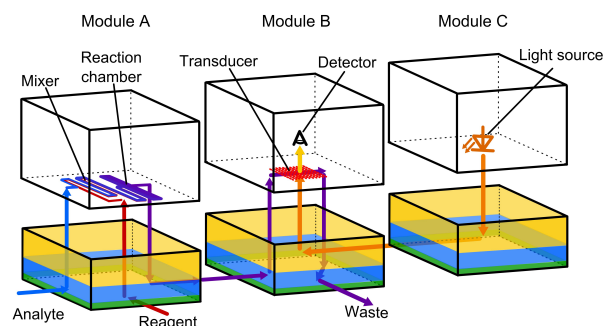 Module A
Module B
Module C
Reaction
chamber
Mixer
Transducer
Detector
Light source
Analyte
Reagent
Waste